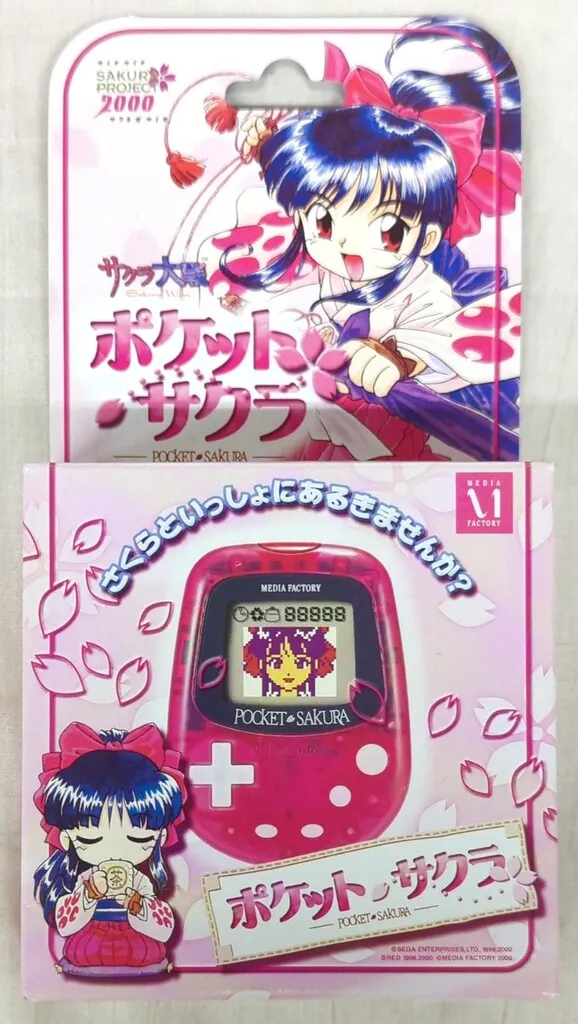 SAKURA
PROJECT
2000
サクラ大戦
TM
Sakura Wars
ポケット
サクラ
POCKET SAKURA
MEDIA
FACTORY
さくらといっしょにあるきませんか?
MEDIA FACTORY
88888
POCKET SAKURA
茶
ポケット サクラ
POCKET SAKURA
©SEGA ENTERPRISES,LTD.,1996,2000
©RED 1996,2000 ©MEDIA FACTORY 2000